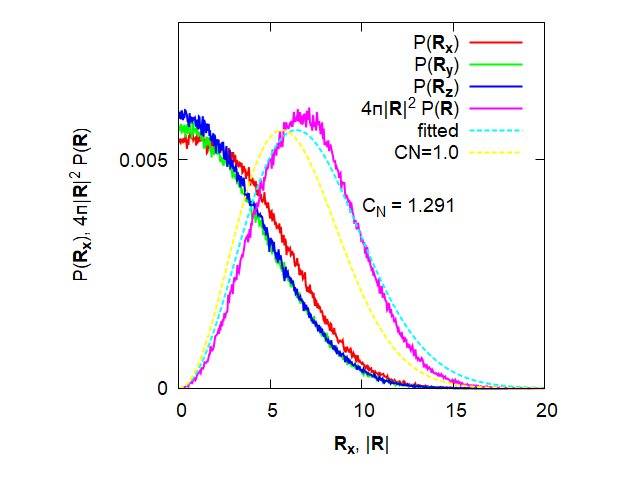 P(Rx)
P(Ry)
P(Rz)
4π|R|² P(R)
fitted
CN=1.0
CN = 1.291
0.005
0
0
5
10
15
20
P(Rx), 4π|R|² P(R)
Rx, |R|